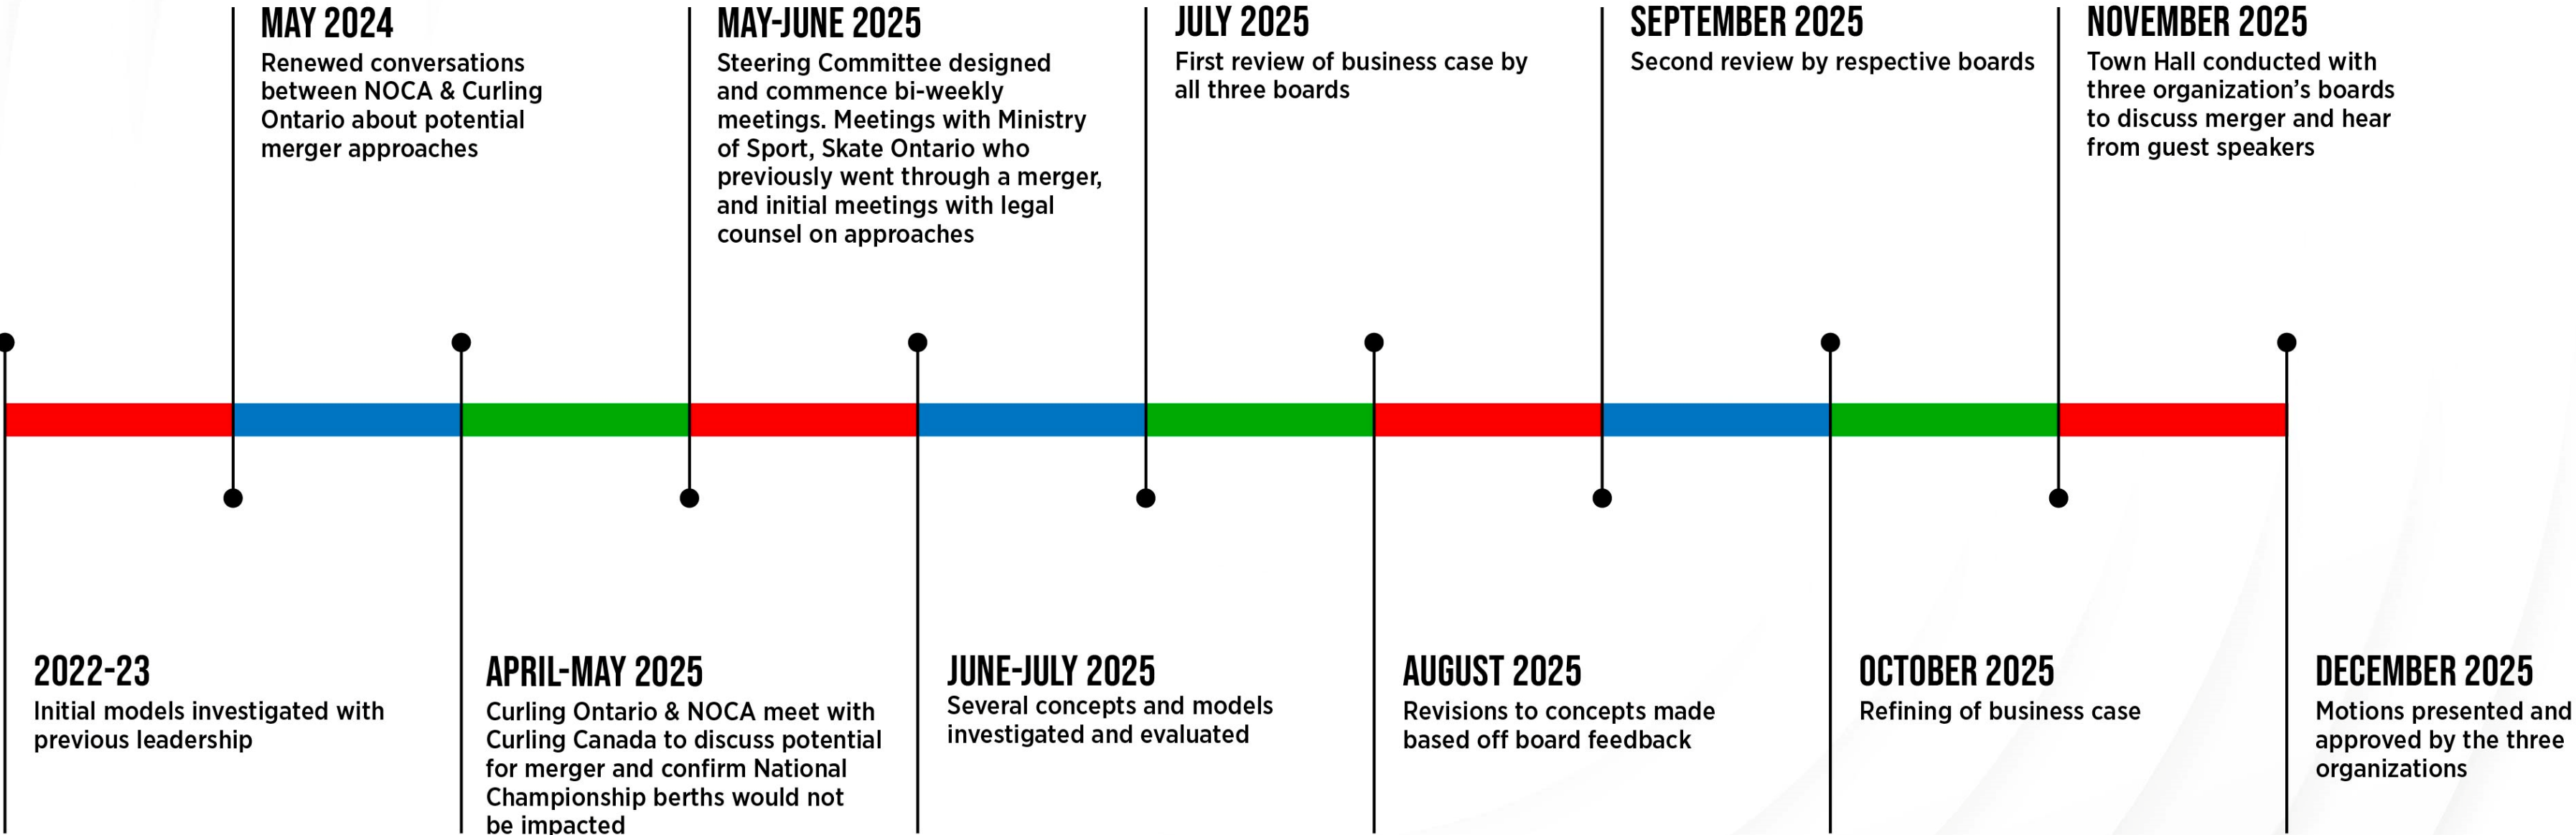 MAY 2024
Renewed conversations
between NOCA & Curling
Ontario about potential
merger approaches
MAY-JUNE 2025
Steering Committee designed
and commence bi-weekly
meetings. Meetings with Ministry
of Sport, Skate Ontario who
previously went through a merger,
and initial meetings with legal
counsel on approaches
JULY 2025
First review of business case by
all three boards
SEPTEMBER 2025
Second review by respective boards
NOVEMBER 2025
Town Hall conducted with
three organization’s boards
to discuss merger and hear
from guest speakers
2022-23
Initial models investigated with
previous leadership
APRIL-MAY 2025
Curling Ontario & NOCA meet with
Curling Canada to discuss potential
for merger and confirm National
Championship berths would not
be impacted
JUNE-JULY 2025
Several concepts and models
investigated and evaluated
AUGUST 2025
Revisions to concepts made
based off board feedback
OCTOBER 2025
Refining of business case
DECEMBER 2025
Motions presented and
approved by the three
organizations